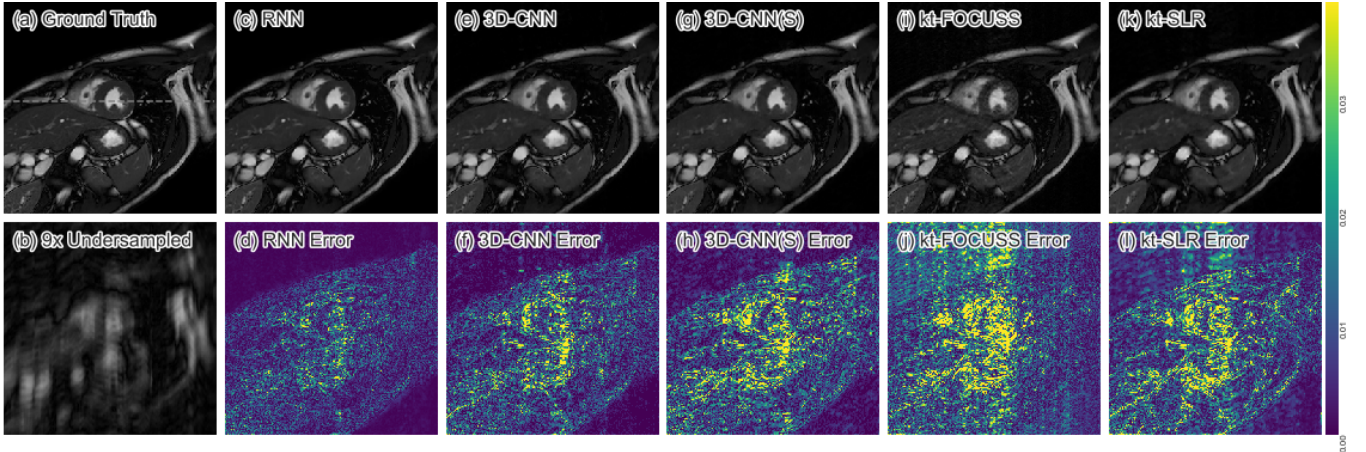 (a) Ground Truth
(c) RNN
(e) 3D-CNN
(g) 3D-CNN(S)
(i) kt-FOCUSS
(k) kt-SLR
(b) 9x Undersampled
(d) RNN Error
(f) 3D-CNN Error
(h) 3D-CNN(S) Error
(j) kt-FOCUSS Error
(l) kt-SLR Error
0.03
0.02
0.01
0.00